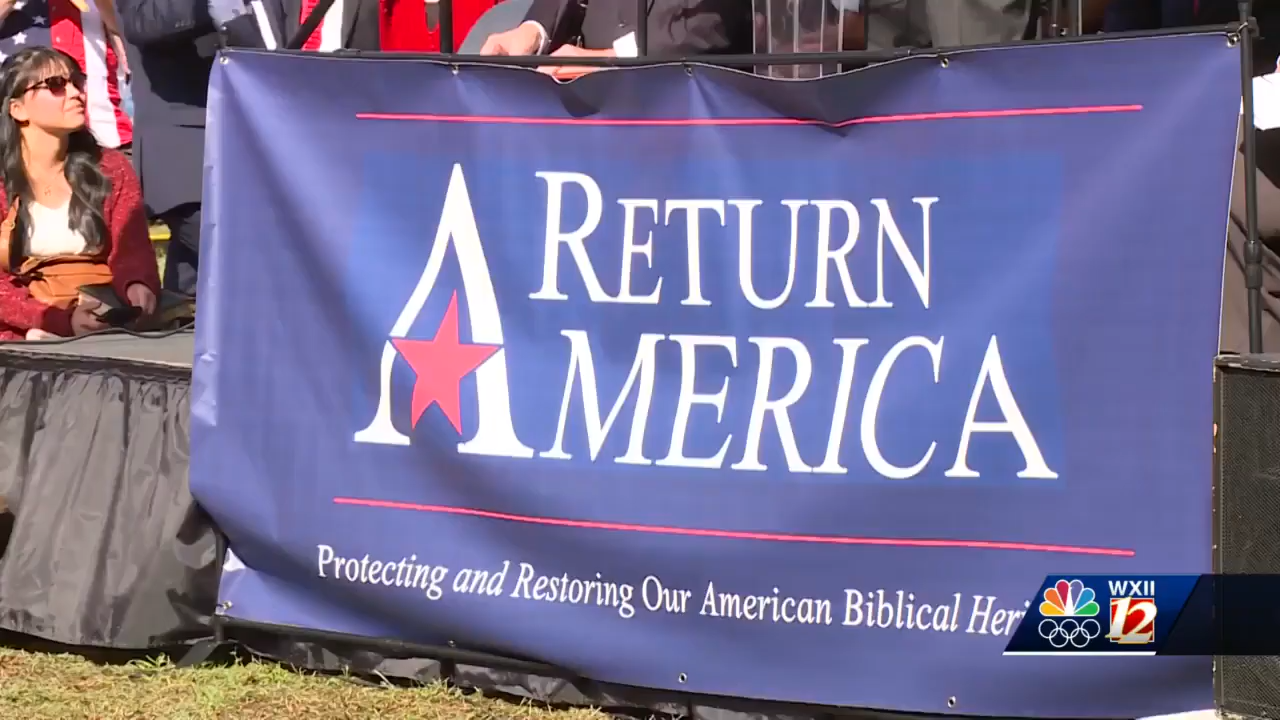 RETURN
AMERICA
Protecting and Restoring Our American Biblical
WXII
12